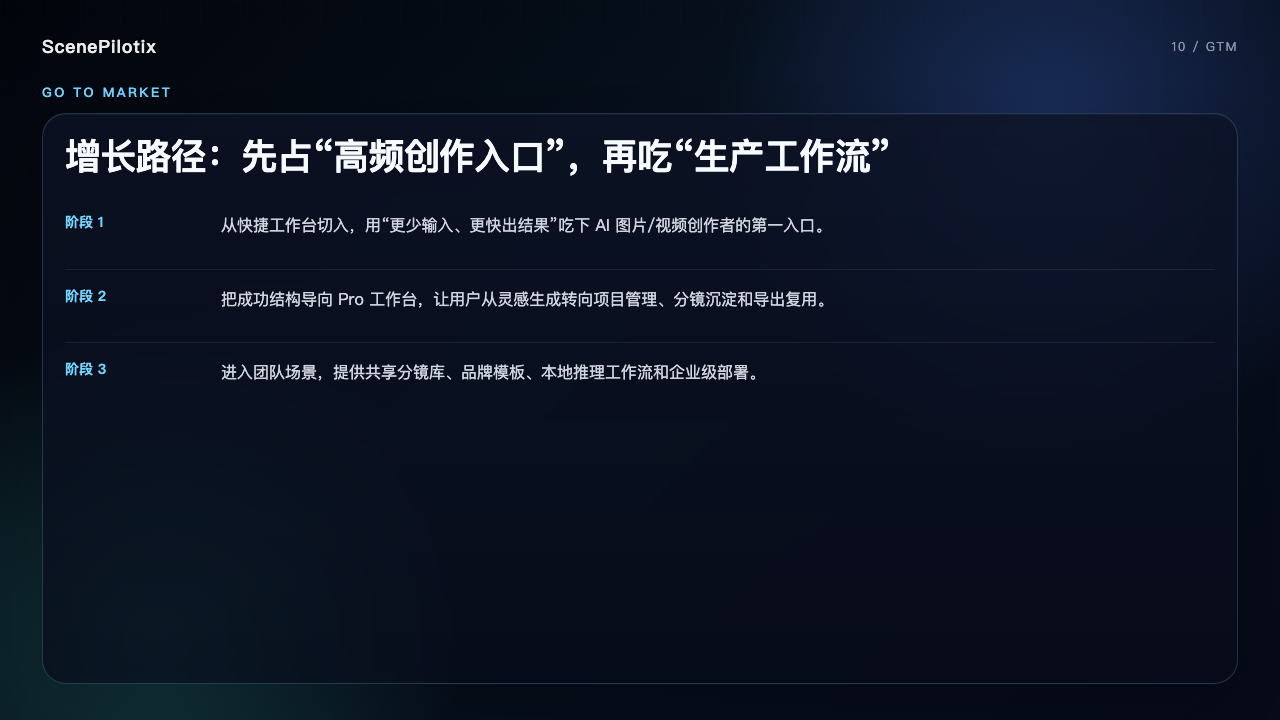 ScenePilotix
10 / GTM
GO TO MARKET
增长路径：先占“高频创作入口”，再吃“生产工作流”
阶段 1
从快捷工作台切入，用“更少输入、更快出结果”吃下 AI 图片/视频创作者的第一入口。
阶段 2
把成功结构导向 Pro 工作台，让用户从灵感生成转向项目管理、分镜沉淀和导出复用。
阶段 3
进入团队场景，提供共享分镜库、品牌模板、本地推理工作流和企业级部署。